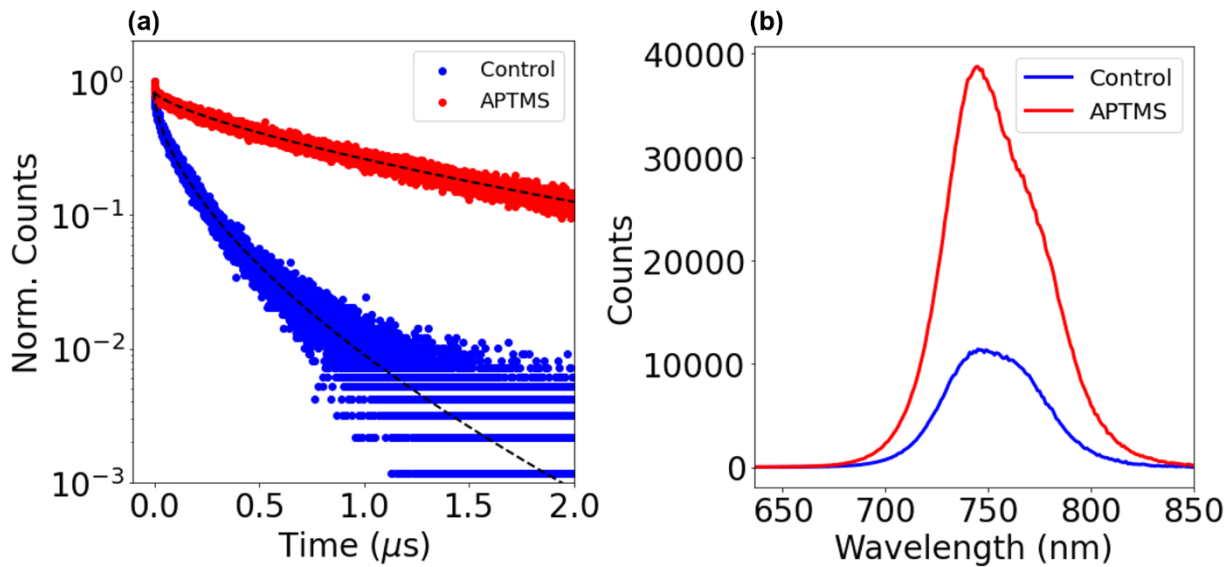 (a)
Control
APTMS
10⁰
10⁻¹
10⁻²
10⁻³
Norm. Counts
0.0 0.5 1.0 1.5 2.0
Time (μs)
(b)
Control
APTMS
40000
30000
20000
10000
0
Counts
650 700 750 800 850
Wavelength (nm)